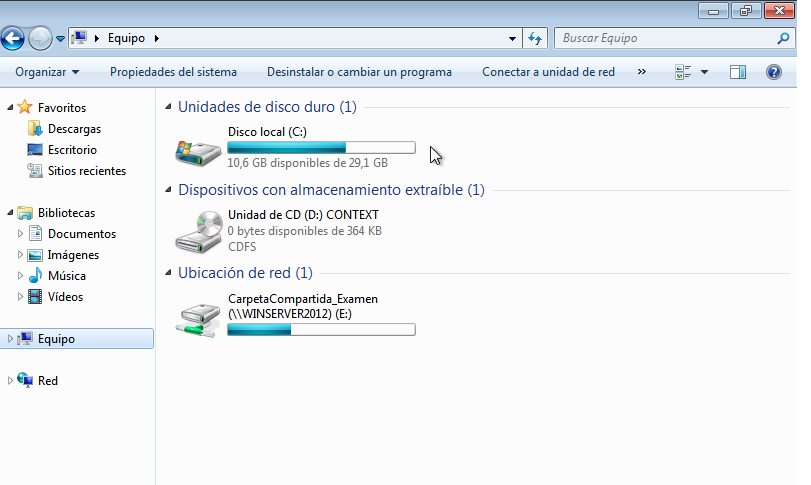 Equipo
Buscar Equipo
Organizar
Propiedades del sistema
Desinstalar o cambiar un programa
Conectar a unidad de red
»
Favoritos
Descargas
Escritorio
Sitios recientes
Bibliotecas
Documentos
Imágenes
Música
Vídeos
Equipo
Red
Unidades de disco duro (1)
Disco local (C:)
10,6 GB disponibles de 29,1 GB
Dispositivos con almacenamiento extraíble (1)
Unidad de CD (D:) CONTEXT
0 bytes disponibles de 364 KB
CDFS
Ubicación de red (1)
CarpetaCompartida_Examen
(\\WINSERVER2012) (E:)